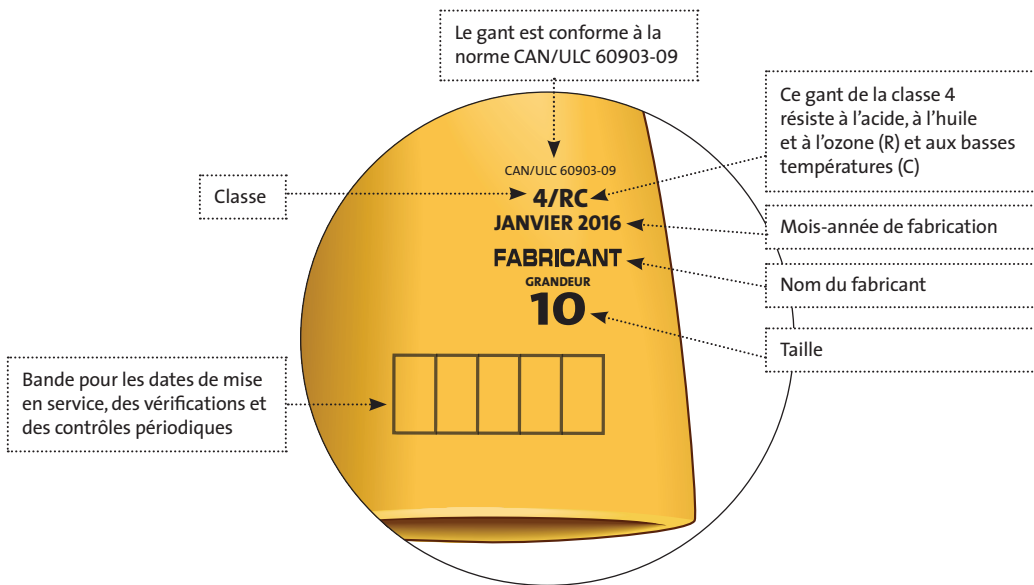 Le gant est conforme à la
norme CAN/ULC 60903-09
Ce gant de la classe 4
résiste à l'acide, à l'huile
et à l'ozone (R) et aux basses
températures (C)
Classe
CAN/ULC 60903-09
4/RC
JANVIER 2016
FABRICANT
GRANDEUR
10
Mois-année de fabrication
Nom du fabricant
Taille
Bande pour les dates de mise
en service, des vérifications et
des contrôles périodiques